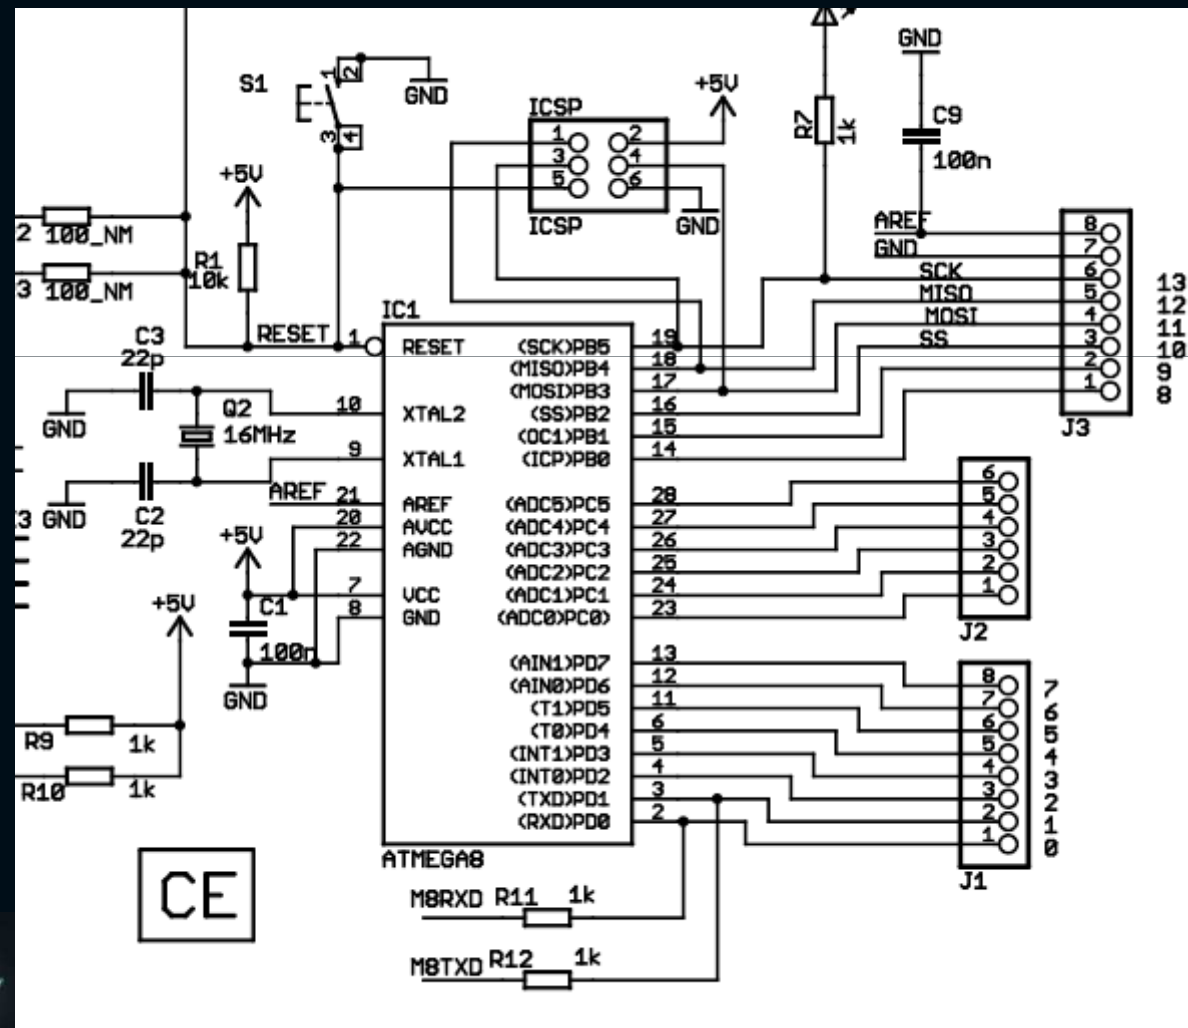 GND
S1
1
2
GND
+5V
ICSP
1
2
3
4
5
6
ICSP
GND
3
4
R7
1k
C9
100n
+5V
2
100_NM
3
100_NM
R1
10k
AREF
GND
SCK
MISO
MOSI
SS
8
7
6
5
4
3
2
1
13
12
11
10
9
8
J3
IC1
RESET
1
RESET
C3
22p
GND
10
XTAL2
Q2
16MHz
9
XTAL1
GND
C2
22p
AREF
21
AREF
20
AVCC
22
AGND
+5V
7
VCC
C1
8
GND
100n
GND
(SCK)PB5
19
(MISO)PB4
18
(MOSI)PB3
17
(SS)PB2
16
(OC1)PB1
15
(ICP)PB0
14
(ADC5)PC5
28
(ADC4)PC4
27
(ADC3)PC3
26
(ADC2)PC2
25
(ADC1)PC1
24
(ADC0)PC0)
23
6
5
4
3
2
1
J2
+5V
R9
1k
R10
1k
(AIN1)PD7
13
(AIN0)PD6
12
(T1)PD5
11
(T0)PD4
6
(INT1)PD3
5
(INT0)PD2
4
(TXD)PD1
3
(RXD)PD0
2
8
7
6
5
4
3
2
1
7
6
5
4
3
2
1
0
J1
ATMEGA8
CE
M8RXD R11 1k
M8TXD R12 1k